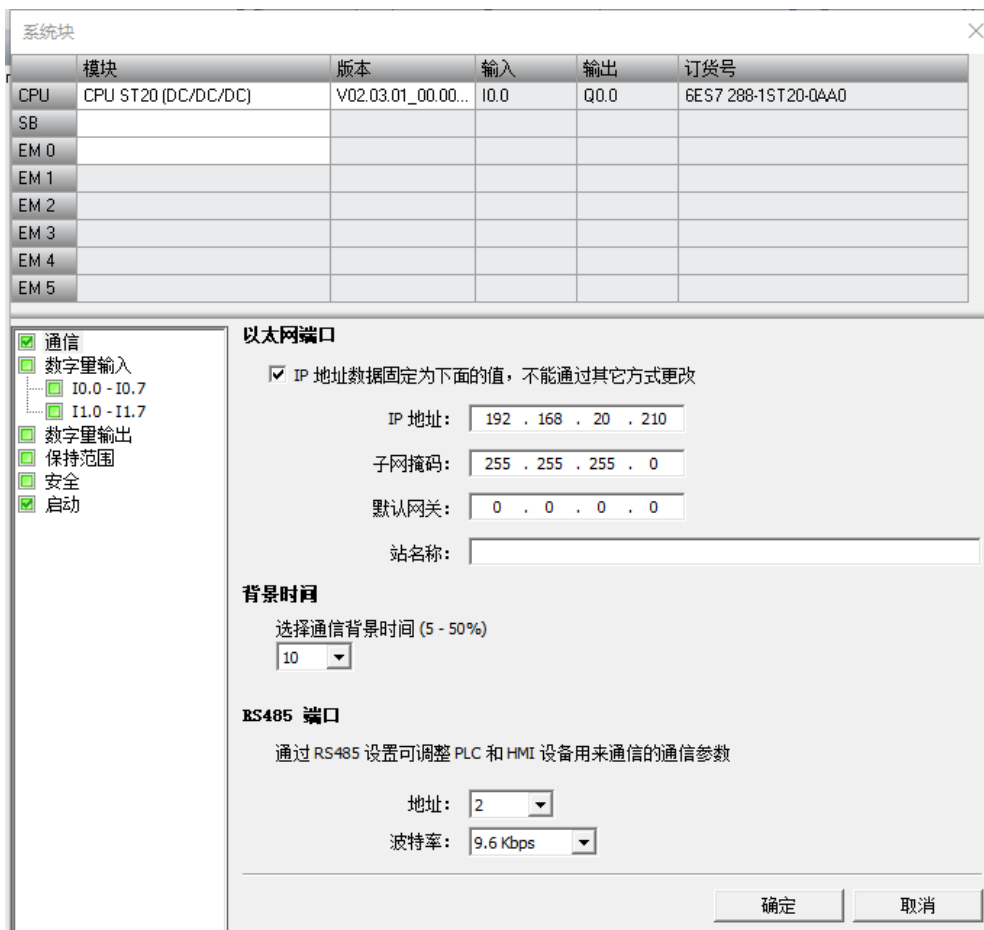 系统块
模块 版本 输入 输出 订货号
CPU CPU ST20 (DC/DC/DC) V02.03.01_00.00... I0.0 Q0.0 6ES7 288-1ST20-0AA0
SB
EM 0
EM 1
EM 2
EM 3
EM 4
EM 5
通信
数字量输入
I0.0 - I0.7
I1.0 - I1.7
数字量输出
保持范围
安全
启动
以太网端口
IP 地址数据固定为下面的值，不能通过其它方式更改
IP 地址： 192 . 168 . 20 . 210
子网掩码： 255 . 255 . 255 . 0
默认网关： 0 . 0 . 0 . 0
站名称：
背景时间
选择通信背景时间 (5 - 50%)
10
RS485 端口
通过 RS485 设置可调整 PLC 和 HMI 设备用来通信的通信参数
地址： 2
波特率： 9.6 Kbps
确定 取消